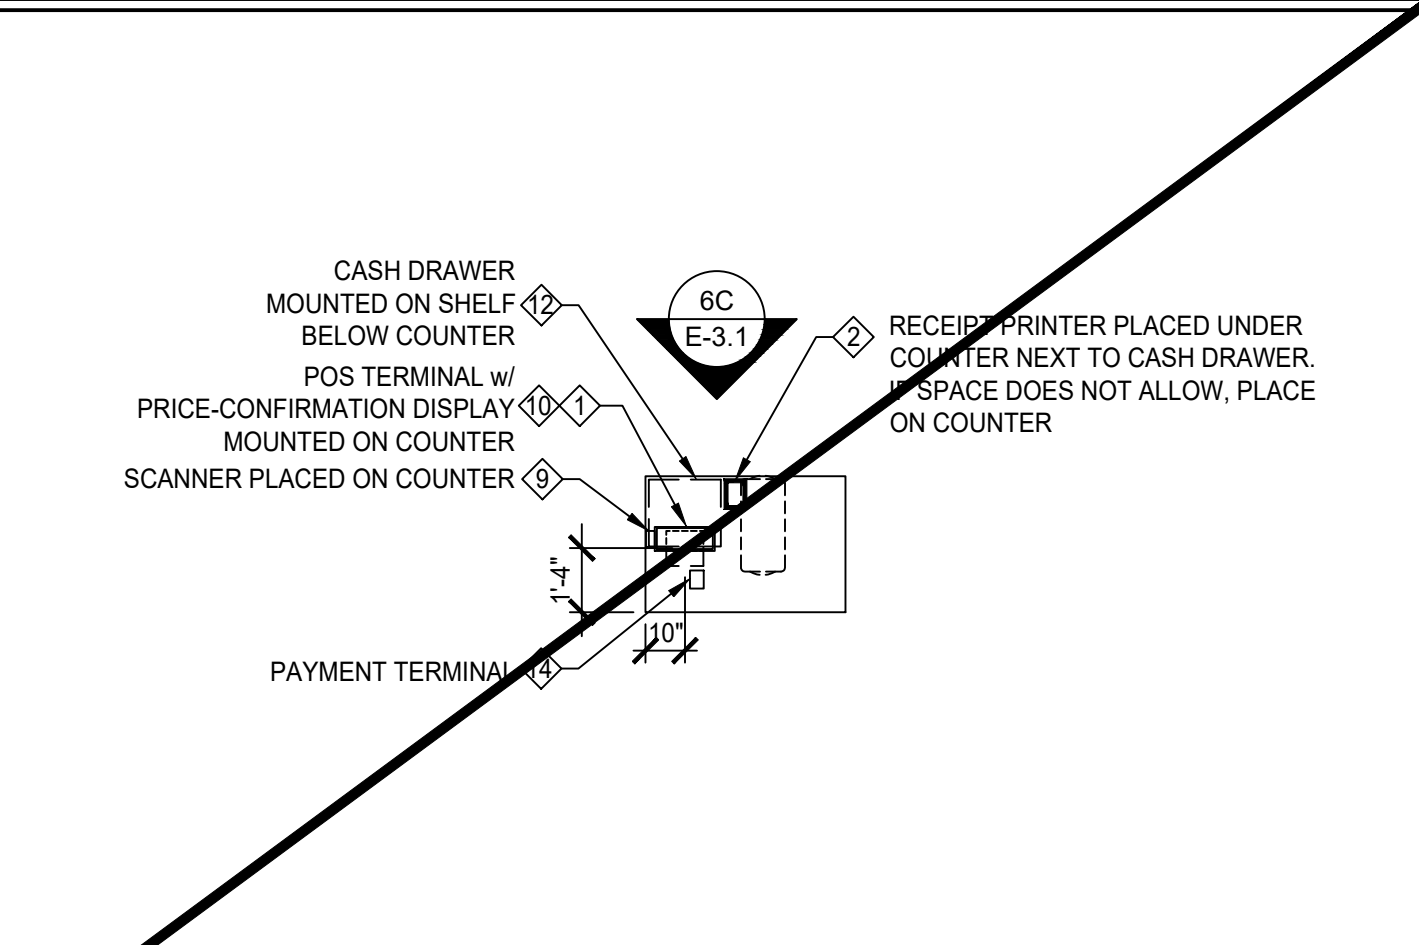 CASH DRAWER
MOUNTED ON SHELF
BELOW COUNTER
12
POS TERMINAL w/
PRICE-CONFIRMATION DISPLAY
MOUNTED ON COUNTER
10 1
SCANNER PLACED ON COUNTER
9
6C
E-3.1
2
RECEIPT PRINTER PLACED UNDER
COUNTER NEXT TO CASH DRAWER.
IF SPACE DOES NOT ALLOW, PLACE
ON COUNTER
1'-4"
10"
PAYMENT TERMINAL
14